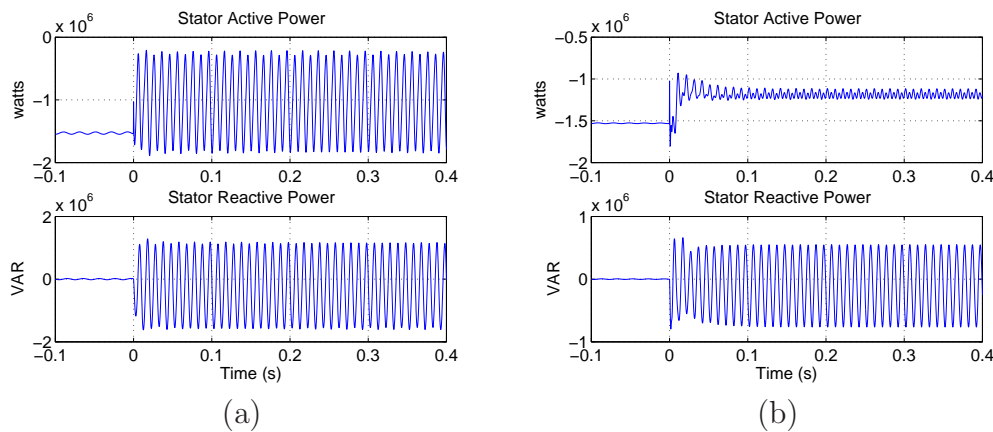 Stator Active Power
x 10^6
0
−1
−2
watts
−0.1 0 0.1 0.2 0.3 0.4
Stator Reactive Power
x 10^6
2
0
−2
VAR
−0.1 0 0.1 0.2 0.3 0.4
Time (s)
(a)
Stator Active Power
x 10^6
−0.5
−1
−1.5
−2
watts
−0.1 0 0.1 0.2 0.3 0.4
Stator Reactive Power
x 10^6
1
0
−1
VAR
−0.1 0 0.1 0.2 0.3 0.4
Time (s)
(b)